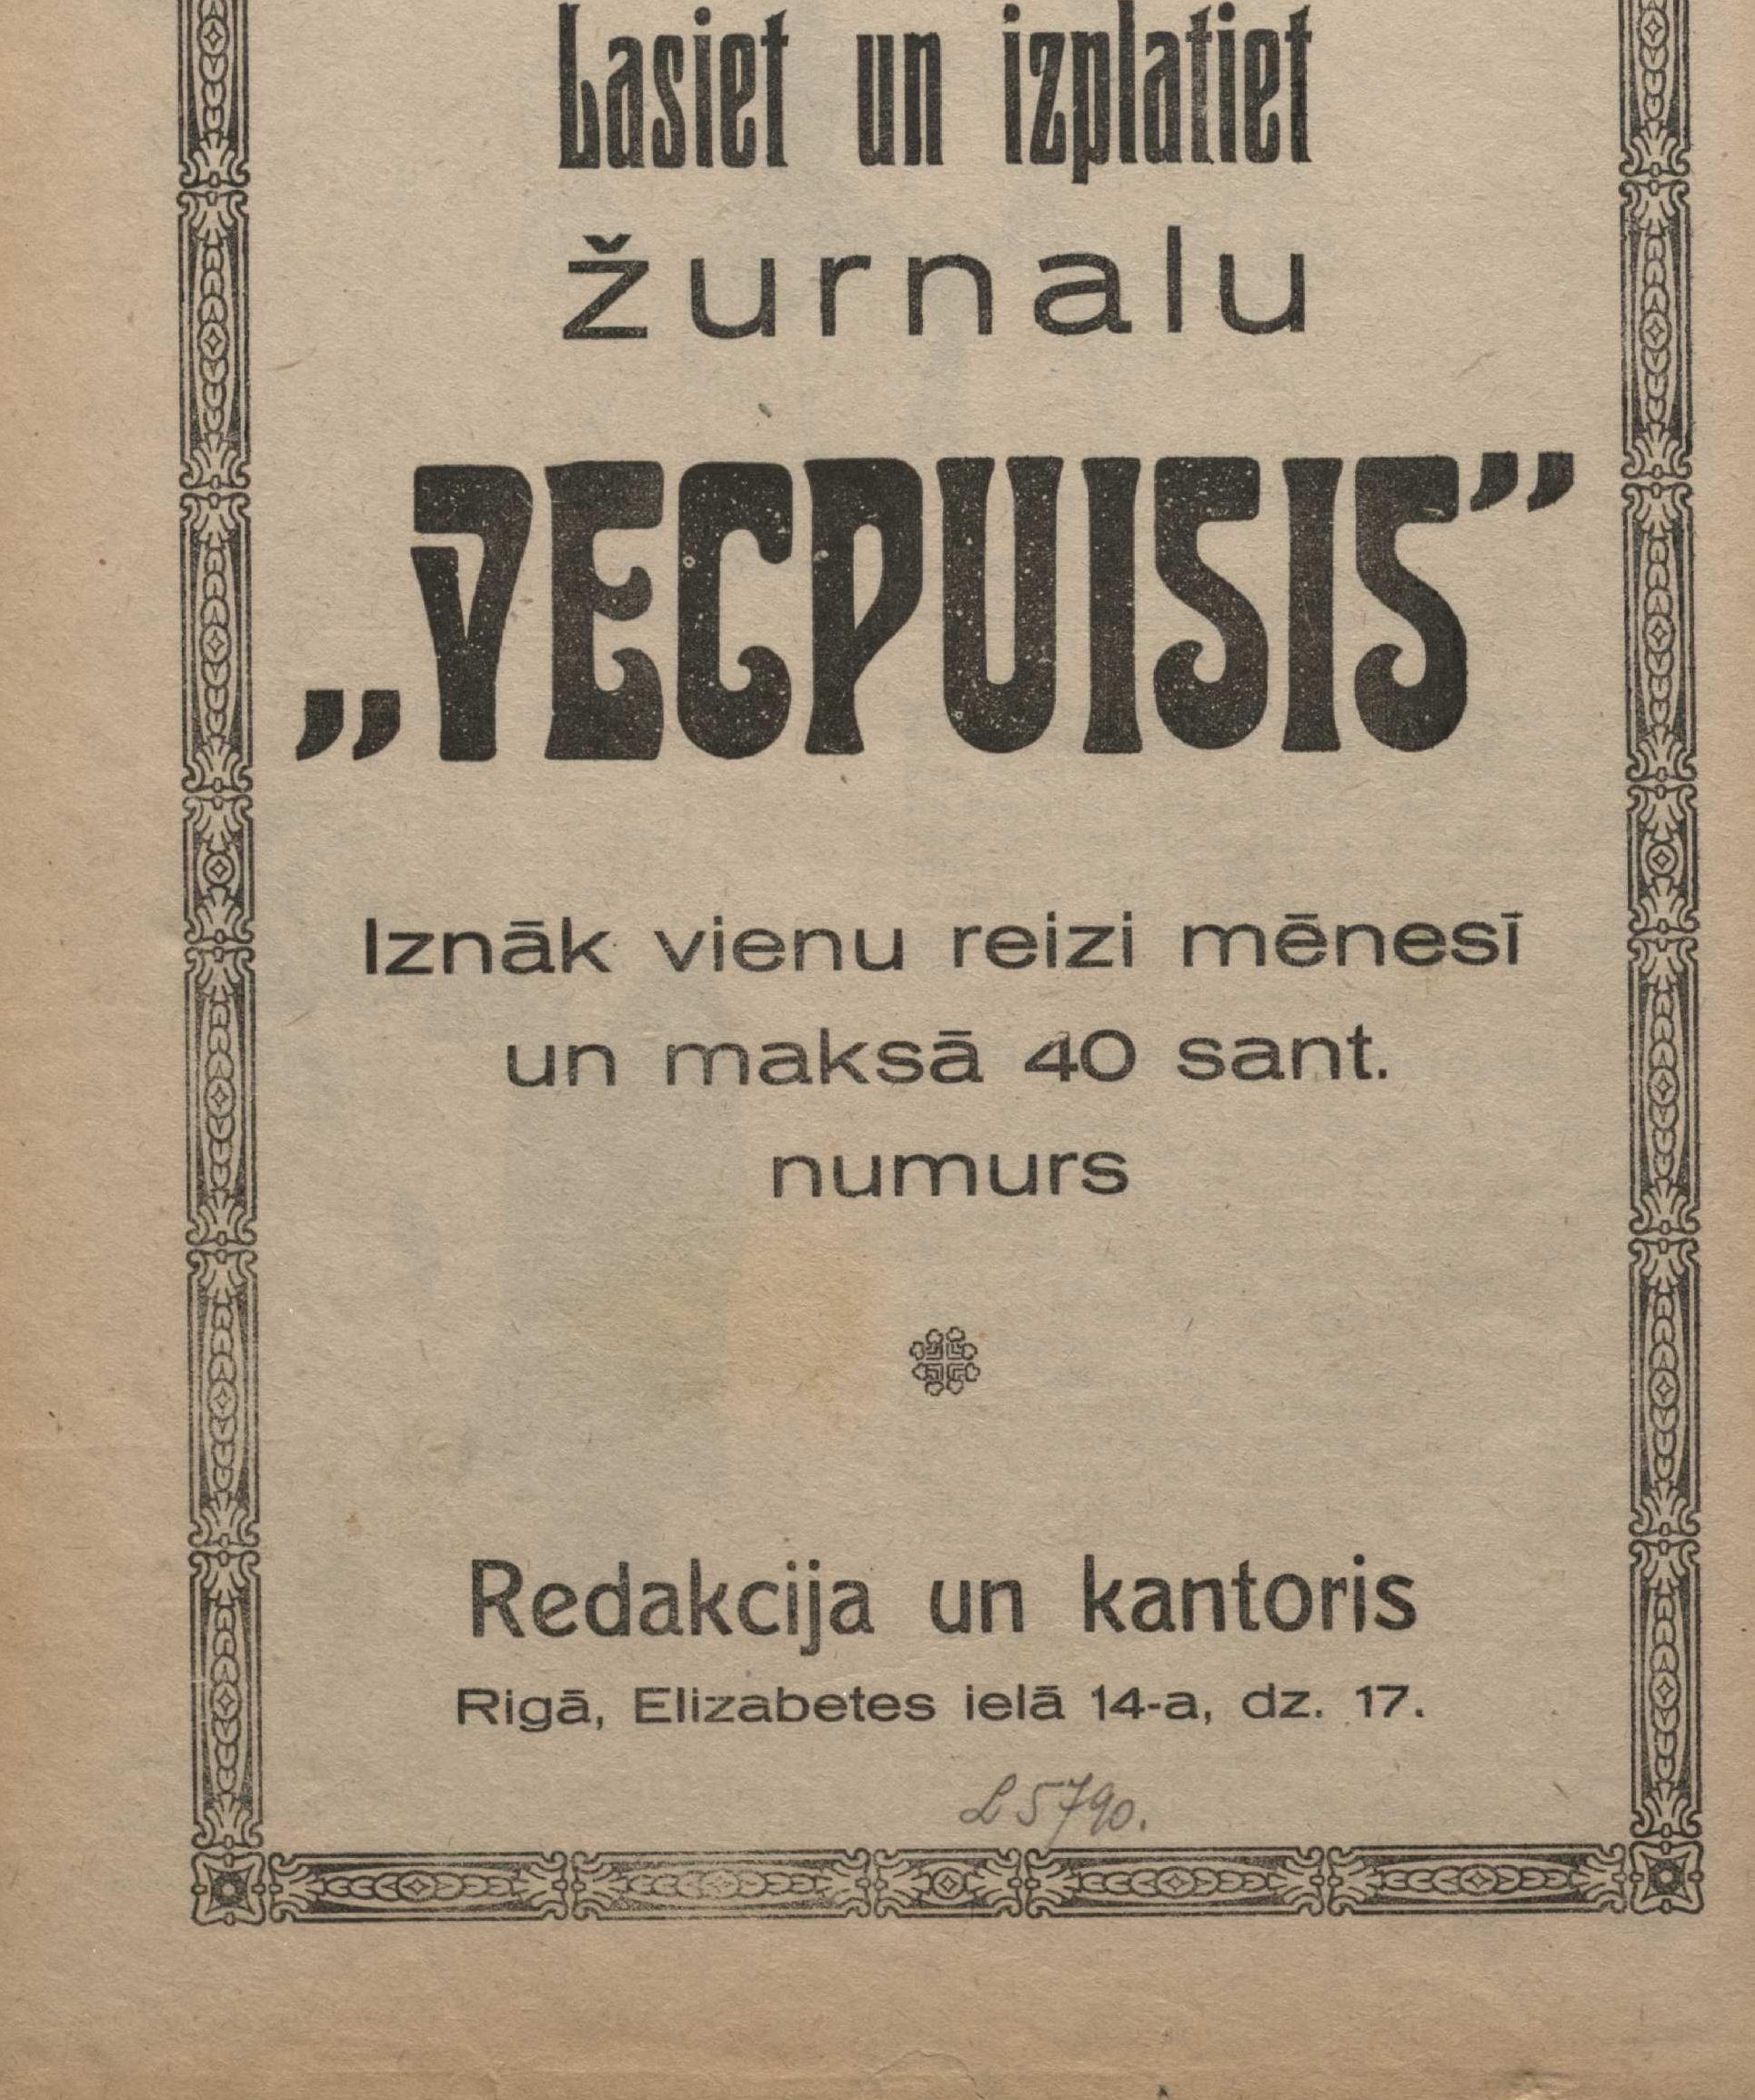 Lasiet un izplatiet
žurnalu
„VECPUISIS”
Iznāk vienu reizi mēnesī
un maksā 40 sant.
numurs
Redakcija un kantoris
Rigā, Elizabetes ielā 14-a, dz. 17.
L 5790.